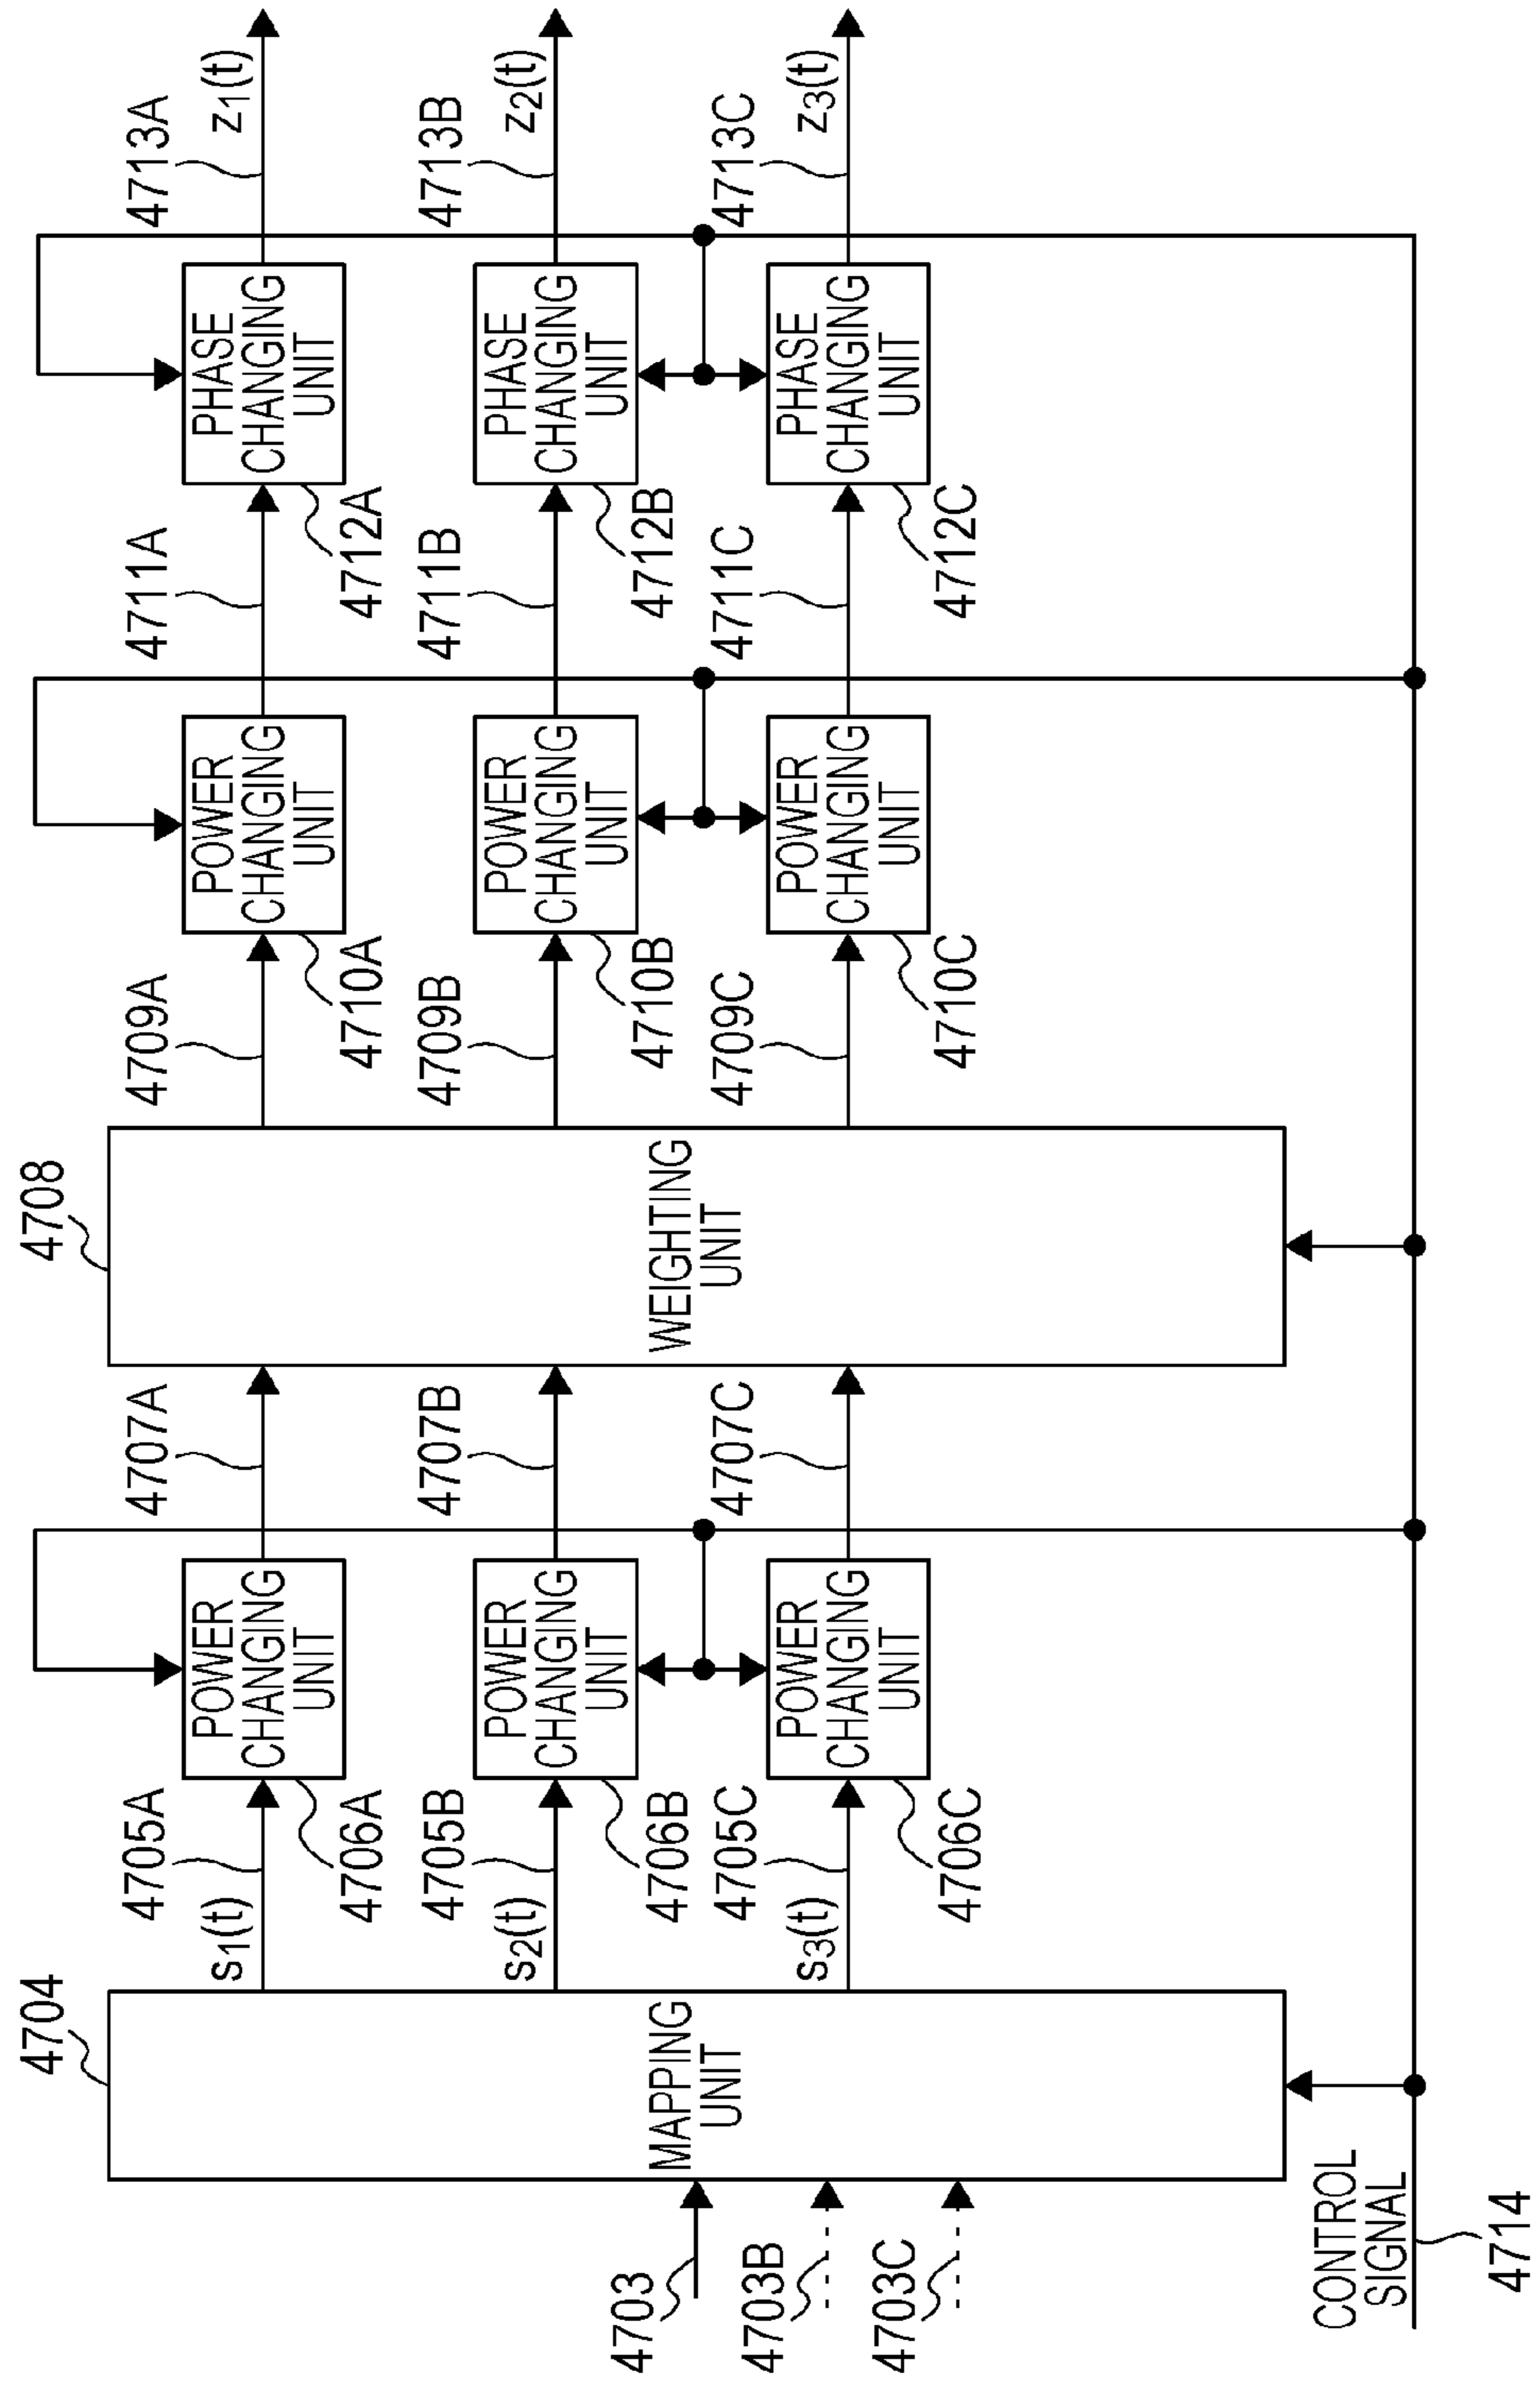 4704
4708
MAPPING
UNIT
WEIGHTING
UNIT
4703
4703B
4703C
CONTROL
SIGNAL
4714
s1(t)
4705A
4706A
POWER
CHANGING
UNIT
4707A
4709A
4710A
POWER
CHANGING
UNIT
4711A
4712A
PHASE
CHANGING
UNIT
4713A
z1(t)
s2(t)
4705B
4706B
POWER
CHANGING
UNIT
4707B
4709B
4710B
POWER
CHANGING
UNIT
4711B
4712B
PHASE
CHANGING
UNIT
4713B
z2(t)
s3(t)
4705C
4706C
POWER
CHANGING
UNIT
4707C
4709C
4710C
POWER
CHANGING
UNIT
4711C
4712C
PHASE
CHANGING
UNIT
4713C
z3(t)